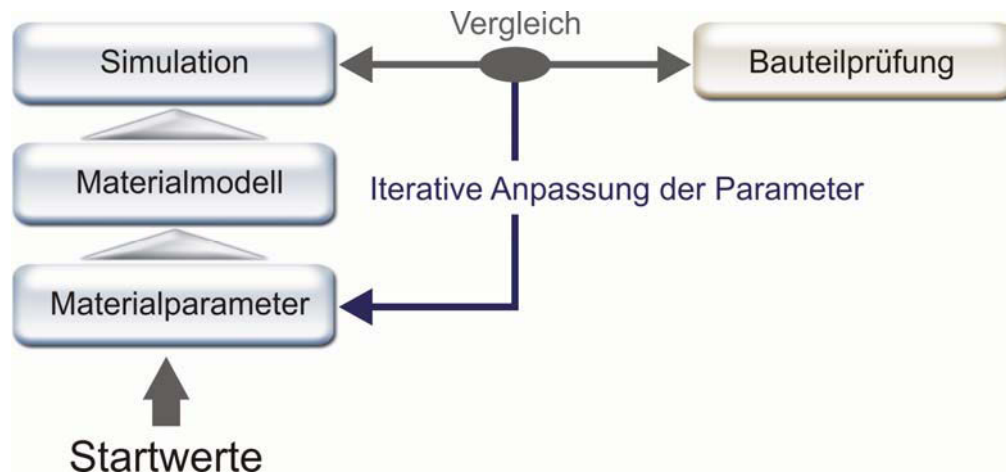 Vergleich
Simulation
Bauteilprüfung
Materialmodell
Iterative Anpassung der Parameter
Materialparameter
Startwerte